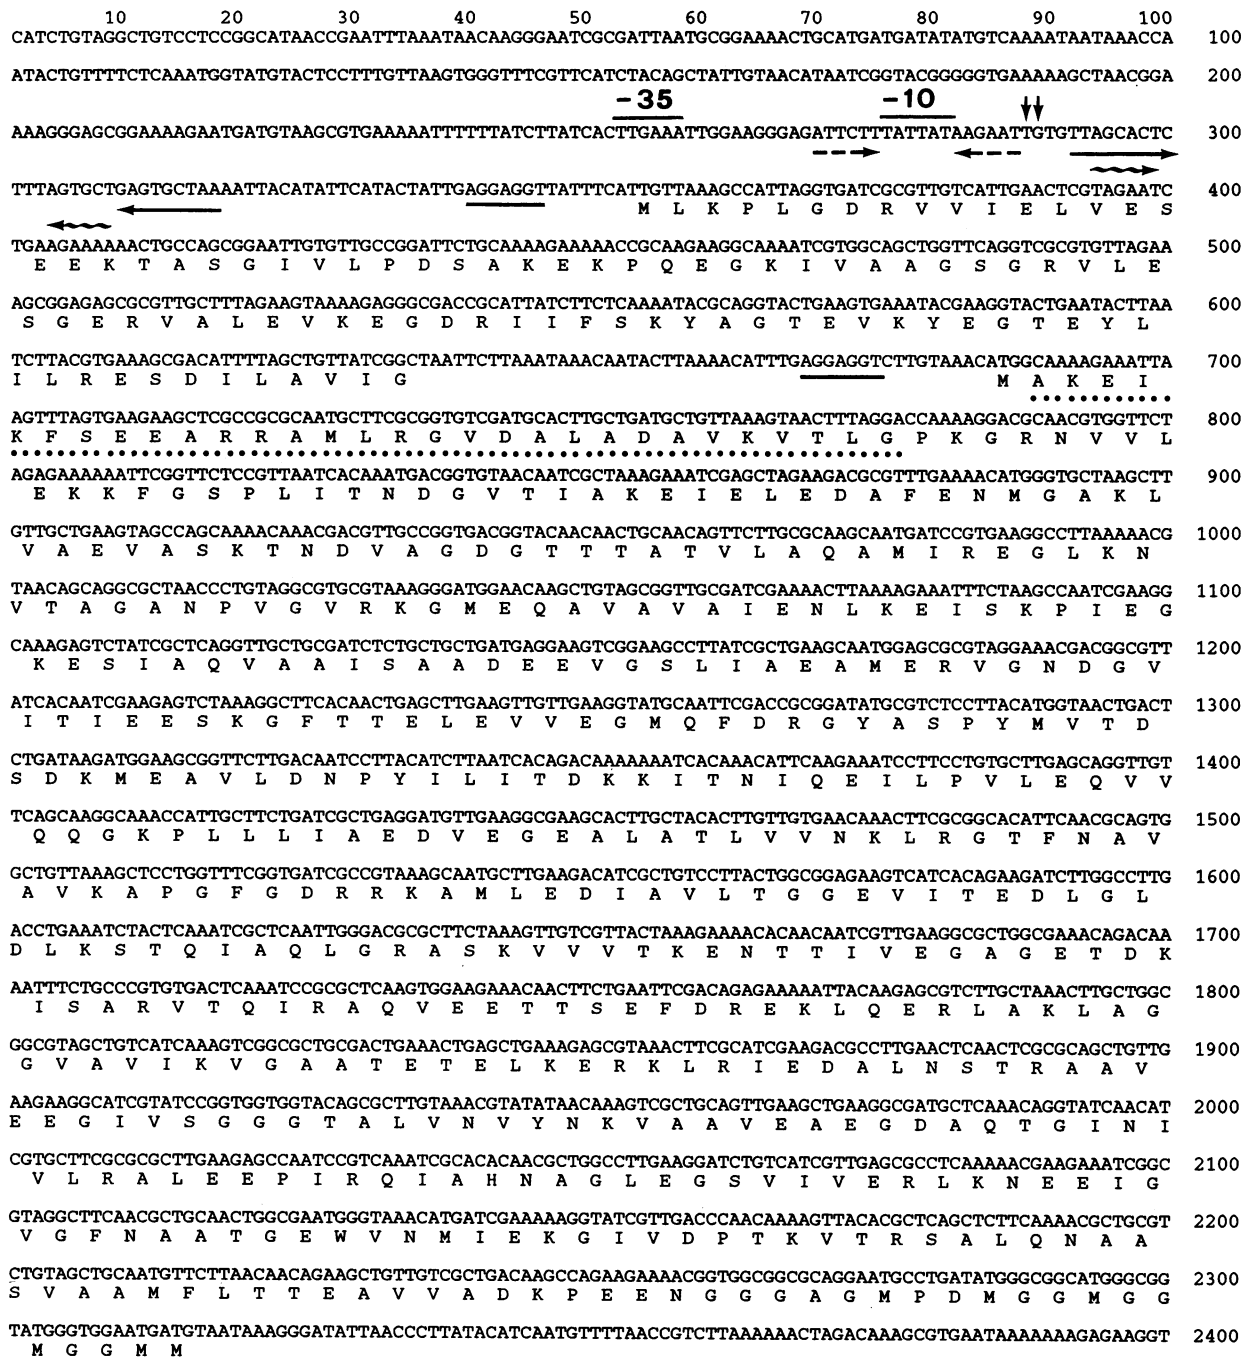 10 20 30 40 50 60 70 80 90 100
CATCTGTAGGCTGTCCTCCGGCATAACCGAATTTAAATAACAAGGGAATCGCGATTAATGCGGAAAACTGCATGATGATATATGTCAAAATAATAAACCA 100
ATACTGTTTTCTCAAATGGTATGTACTCCTTTGTTAAGTGGGTTTCGTTCATCTACAGCTATTGTAACATAATCGGTACGGGGGTGAAAAAGCTAACGGA 200
-35 -10
AAAGGGAGCGGAAAAGAATGATGTAAGCGTGAAAAATTTTTTATCTTATCACTTGAAATTGGAAGGGAGATTCTTTATTATAAGAATTGTGTTAGCACTC 300
TTTAGTGCTGAGTGCTAAAATTACATATTCATACTATTGAGGAGGTTATTTCATTGTTAAAGCCATTAGGTGATCGCGTTGTCATTGAACTCGTAGAATC 400
M L K P L G D R V V I E L V E S
TGAAGAAAAAACTGCCAGCGGAATTGTGTTGCCGGATTCTGCAAAAGAAAAACCGCAAGAAGGCAAAATCGTGGCAGCTGGTTCAGGTCGCGTGTTAGAA 500
E E K T A S G I V L P D S A K E K P Q E G K I V A A G S G R V L E
AGCGGAGAGCGCGTTGCTTTAGAAGTAAAAGAGGGCGACCGCATTATCTTCTCAAAATACGCAGGTACTGAAGTGAAATACGAAGGTACTGAATACTTAA 600
S G E R V A L E V K E G D R I I F S K Y A G T E V K Y E G T E Y L
TCTTACGTGAAAGCGACATTTTAGCTGTTATCGGCTAATTCTTAAATAAACAATACTTAAAACATTTGAGGAGGTCTTGTAAACATGGCAAAAGAAATTA 700
I L R E S D I L A V I G M A K E I
AGTTTAGTGAAGAAGCTCGCCGCGCAATGCTTCGCGGTGTCGATGCACTTGCTGATGCTGTTAAAGTAACTTTAGGACCAAAAGGACGCAACGTGGTTCT 800
K F S E E A R R A M L R G V D A L A D A V K V T L G P K G R N V V L
AGAGAAAAAATTCGGTTCTCCGTTAATCACAAATGACGGTGTAACAATCGCTAAAGAAATCGAGCTAGAAGACGCGTTTGAAAACATGGGTGCTAAGCTT 900
E K K F G S P L I T N D G V T I A K E I E L E D A F E N M G A K L
GTTGCTGAAGTAGCCAGCAAAACAAACGACGTTGCCGGTGACGGTACAACAACTGCAACAGTTCTTGCGCAAGCAATGATCCGTGAAGGCCTTAAAAACG 1000
V A E V A S K T N D V A G D G T T T A T V L A Q A M I R E G L K N
TAACAGCAGGCGCTAACCCTGTAGGCGTGCGTAAAGGGATGGAACAAGCTGTAGCGGTTGCGATCGAAAACTTAAAAGAAATTTCTAAGCCAATCGAAGG 1100
V T A G A N P V G V R K G M E Q A V A V A I E N L K E I S K P I E G
CAAAGAGTCTATCGCTCAGGTTGCTGCGATCTCTGCTGCTGATGAGGAAGTCGGAAGCCTTATCGCTGAAGCAATGGAGCGCGTAGGAAACGACGGCGTT 1200
K E S I A Q V A A I S A A D E E V G S L I A E A M E R V G N D G V
ATCACAATCGAAGAGTCTAAAGGCTTCACAACTGAGCTTGAAGTTGTTGAAGGTATGCAATTCGACCGCGGATATGCGTCTCCTTACATGGTAACTGACT 1300
I T I E E S K G F T T E L E V V E G M Q F D R G Y A S P Y M V T D
CTGATAAGATGGAAGCGGTTCTTGACAATCCTTACATCTTAATCACAGACAAAAAAATCACAAACATTCAAGAAATCCTTCCTGTGCTTGAGCAGGTTGT 1400
S D K M E A V L D N P Y I L I T D K K I T N I Q E I L P V L E Q V V
TCAGCAAGGCAAACCATTGCTTCTGATCGCTGAGGATGTTGAAGGCGAAGCACTTGCTACACTTGTTGTGAACAAACTTCGCGGCACATTCAACGCAGTG 1500
Q Q G K P L L L I A E D V E G E A L A T L V V N K L R G T F N A V
GCTGTTAAAGCTCCTGGTTTCGGTGATCGCCGTAAAGCAATGCTTGAAGACATCGCTGTCCTTACTGGCGGAGAAGTCATCACAGAAGATCTTGGCCTTG 1600
A V K A P G F G D R R K A M L E D I A V L T G G E V I T E D L G L
ACCTGAAATCTACTCAAATCGCTCAATTGGGACGCGCTTCTAAAGTTGTCGTTACTAAAGAAAACACAACAATCGTTGAAGGCGCTGGCGAAACAGACAA 1700
D L K S T Q I A Q L G R A S K V V V T K E N T T I V E G A G E T D K
AATTTCTGCCCGTGTGACTCAAATCCGCGCTCAAGTGGAAGAAACAACTTCTGAATTCGACAGAGAAAAATTACAAGAGCGTCTTGCTAAACTTGCTGGC 1800
I S A R V T Q I R A Q V E E T T S E F D R E K L Q E R L A K L A G
GGCGTAGCTGTCATCAAAGTCGGCGCTGCGACTGAAACTGAGCTGAAAGAGCGTAAACTTCGCATCGAAGACGCCTTGAACTCAACTCGCGCAGCTGTTG 1900
G V A V I K V G A A T E T E L K E R K L R I E D A L N S T R A A V
AAGAAGGCATCGTATCCGGTGGTGGTACAGCGCTTGTAAACGTATATAACAAAGTCGCTGCAGTTGAAGCTGAAGGCGATGCTCAAACAGGTATCAACAT 2000
E E G I V S G G G T A L V N V Y N K V A A V E A E G D A Q T G I N I
CGTGCTTCGCGCGCTTGAAGAGCCAATCCGTCAAATCGCACACAACGCTGGCCTTGAAGGATCTGTCATCGTTGAGCGCCTCAAAAACGAAGAAATCGGC 2100
V L R A L E E P I R Q I A H N A G L E G S V I V E R L K N E E I G
GTAGGCTTCAACGCTGCAACTGGCGAATGGGTAAACATGATCGAAAAAGGTATCGTTGACCCAACAAAAGTTACACGCTCAGCTCTTCAAAACGCTGCGT 2200
V G F N A A T G E W V N M I E K G I V D P T K V T R S A L Q N A A
CTGTAGCTGCAATGTTCTTAACAACAGAAGCTGTTGTCGCTGACAAGCCAGAAGAAAACGGTGGCGGCGCAGGAATGCCTGATATGGGCGGCATGGGCGG 2300
S V A A M F L T T E A V V A D K P E E N G G G A G M P D M G G M G G
TATGGGTGGAATGATGTAATAAAGGGATATTAACCCTTATACATCAATGTTTTAACCGTCTTAAAAAACTAGACAAAGCGTGAATAAAAAAAGAGAAGGT 2400
M G G M M